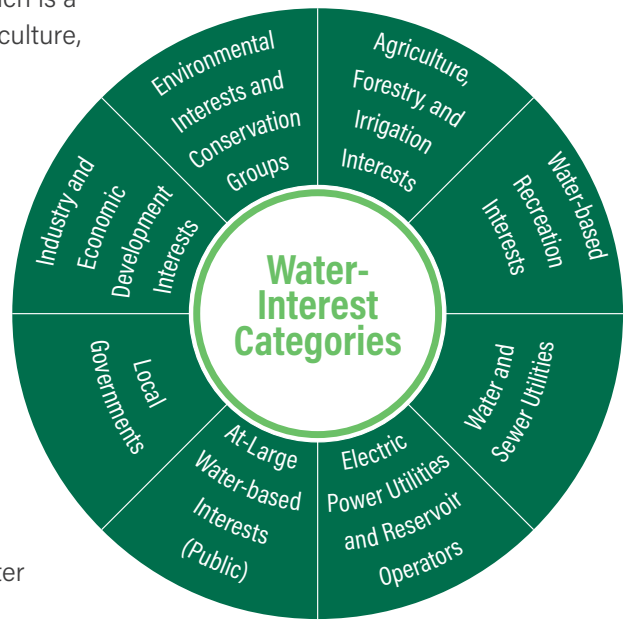 ch is a
culture,
Environmental
Interests and
Conservation
Groups
Agriculture,
Forestry, and
Irrigation
Interests
Water-based
Recreation
Interests
Water and
Sewer Utilities
Electric
Power Utilities
and Reservoir
Operators
At-Large
Water-based
Interests
(Public)
Local
Governments
Industry and
Economic
Development
Interests
Water-
Interest
Categories
ter